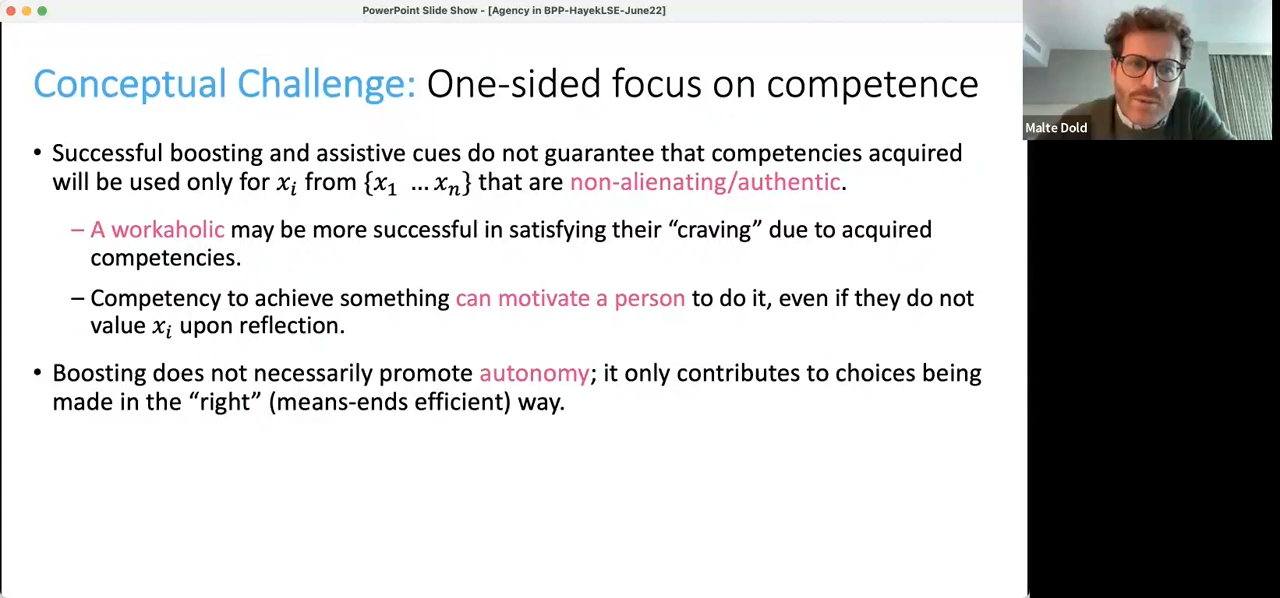 PowerPoint Slide Show - [Agency in BPP-HayekLSE-June22]
Conceptual Challenge: One-sided focus on competence
Malte Dold
• Successful boosting and assistive cues do not guarantee that competencies acquired
will be used only for xᵢ from {x₁ …xₙ} that are non-alienating/authentic.
– A workaholic may be more successful in satisfying their “craving” due to acquired
competencies.
– Competency to achieve something can motivate a person to do it, even if they do not
value xᵢ upon reflection.
• Boosting does not necessarily promote autonomy; it only contributes to choices being
made in the “right” (means-ends efficient) way.